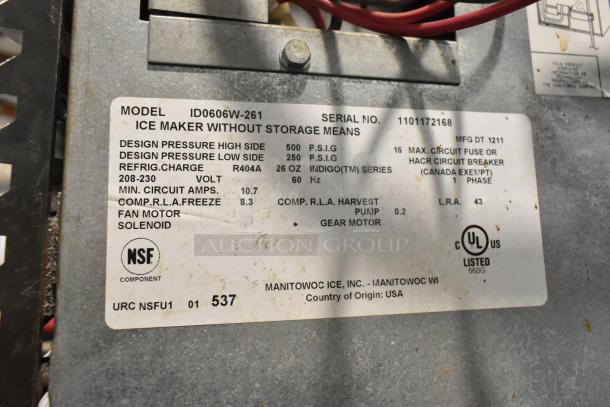 MODEL ID0606W-261 SERIAL NO. 1101172168
ICE MAKER WITHOUT STORAGE MEANS
MFG DT 1211
DESIGN PRESSURE HIGH SIDE 500 P.S.I.G 15 MAX. CIRCUIT FUSE OR
DESIGN PRESSURE LOW SIDE 250 P.S.I.G HACR CIRCUIT BREAKER
REFRIG.CHARGE R404A 26 OZ INDIGO(TM) SERIES (CANADA EXEMPT)
208-230 VOLT 60 Hz 1 PHASE
MIN. CIRCUIT AMPS. 10.7
COMP.R.L.A.FREEZE 8.3 COMP. R.L.A. HARVEST L.R.A. 43
FAN MOTOR PUMP 0.2
SOLENOID GEAR MOTOR
AUCTION GROUP
NSF
COMPONENT
C UL US
LISTED
660G
MANITOWOC ICE, INC. - MANITOWOC WI
Country of Origin: USA
URC NSFU1 01 537
THIS PRODUCT